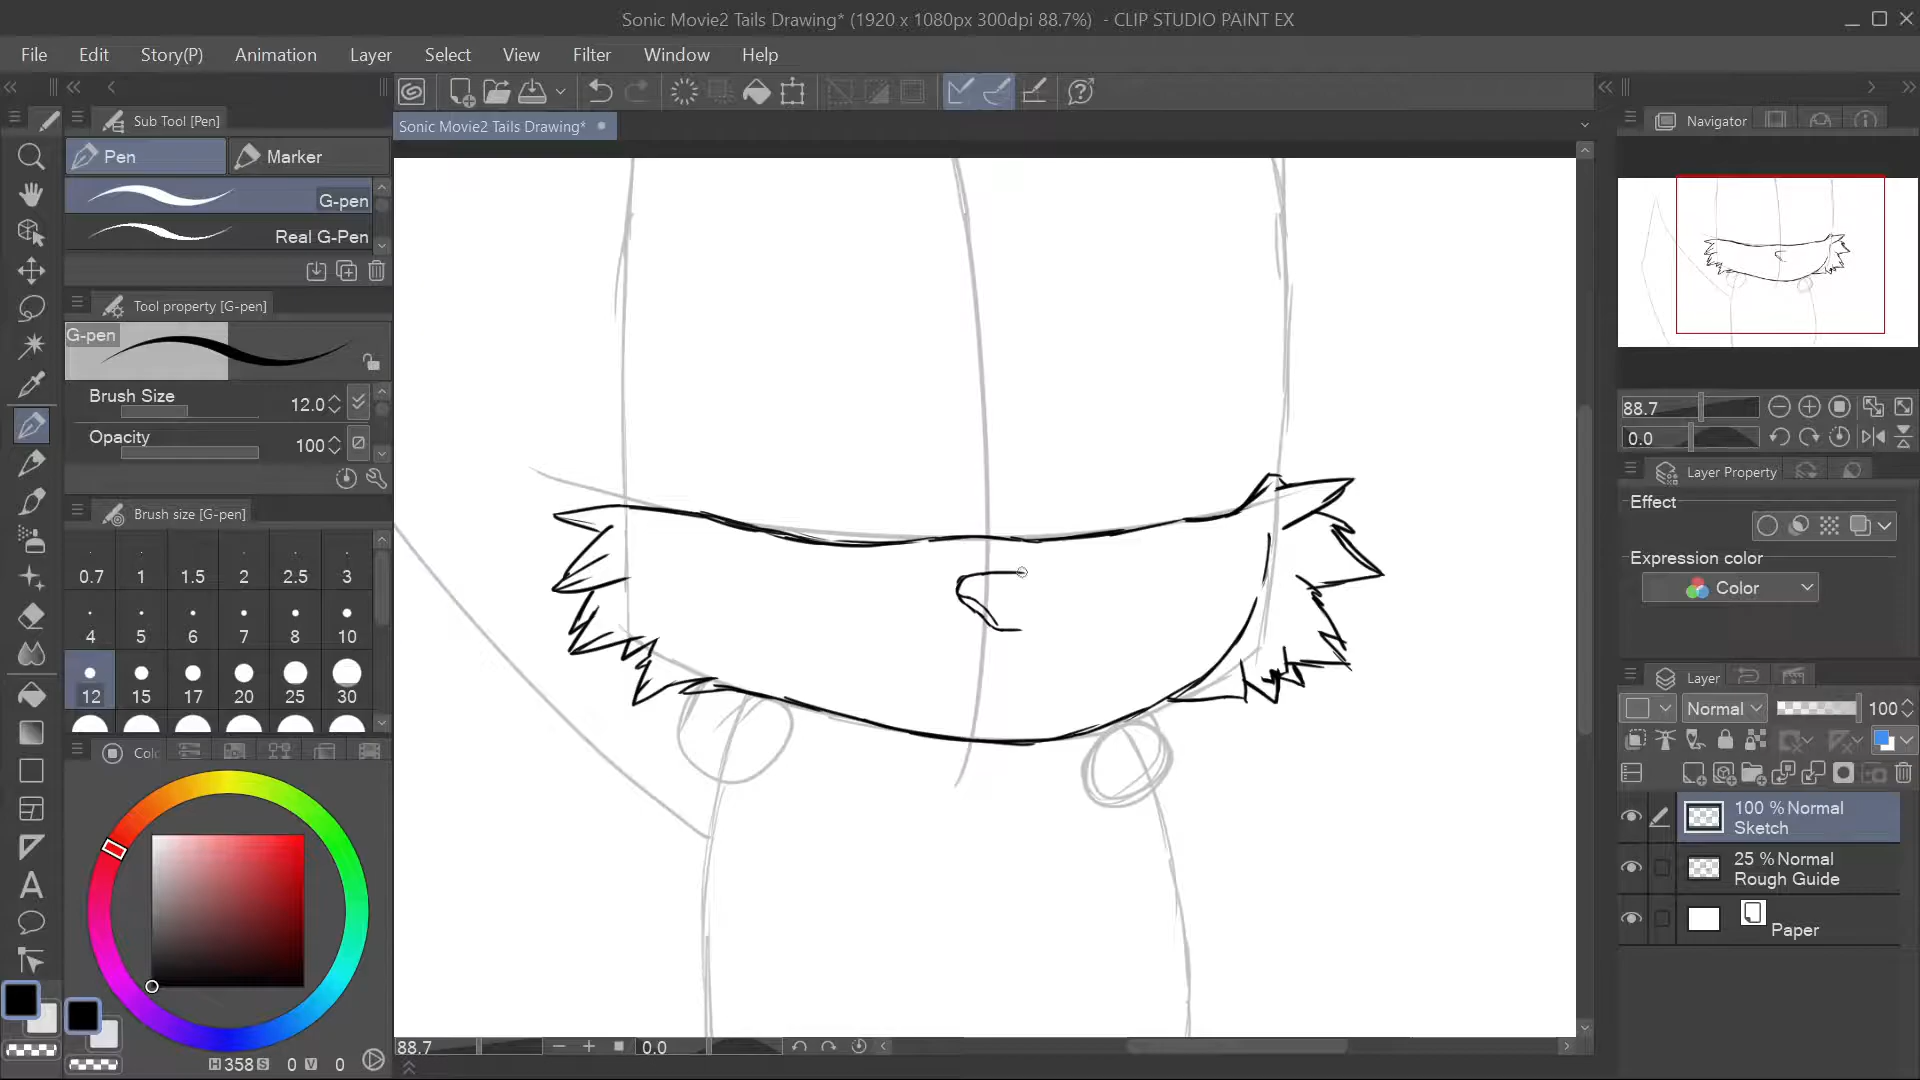 Sonic Movie2 Tails Drawing* (1920 x 1080px 300dpi 88.7%) - CLIP STUDIO PAINT EX
File Edit Story(P) Animation Layer Select View Filter Window Help
Sub Tool [Pen]
Sonic Movie2 Tails Drawing*
Navigator
Pen Marker
G-pen
Real G-Pen
Tool property [G-pen]
G-pen
Brush Size 12.0
Opacity 100
88.7
0.0
Layer Property
Effect
Expression color
Color
Brush size [G-pen]
0.7 1 1.5 2 2.5 3
4 5 6 7 8 10
12 15 17 20 25 30
Layer
Normal 100
Colo
100 % Normal
Sketch
25 % Normal
Rough Guide
Paper
A
H 358 S 0 V 0
88.7 0.0